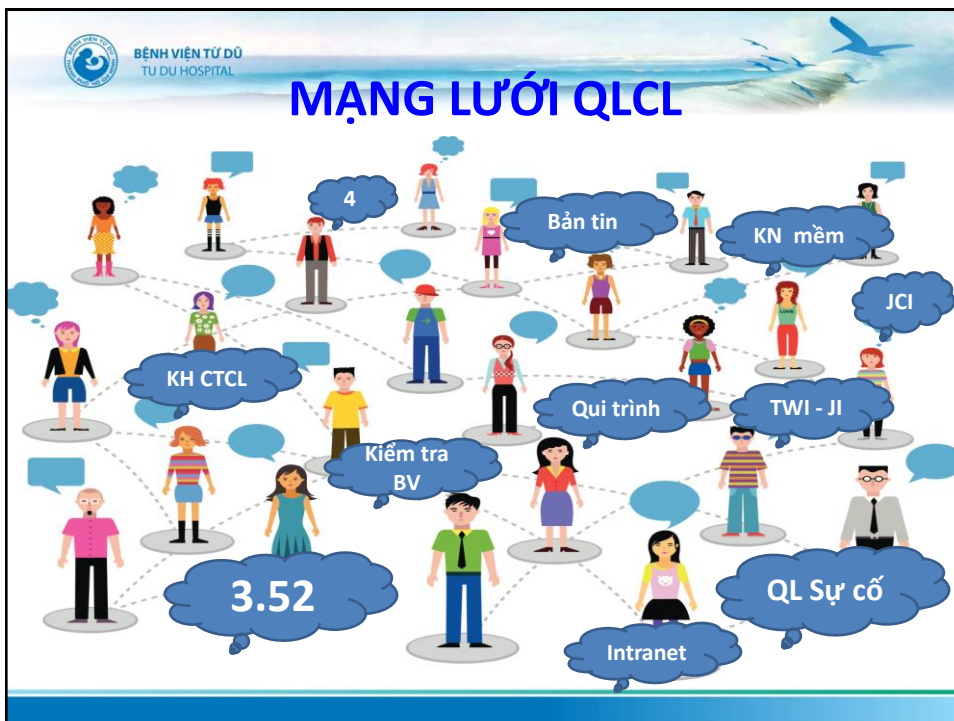 BỆNH VIỆN TỪ DŨ
TU DU HOSPITAL
MẠNG LƯỚI QLCL
4
Bản tin
KN mềm
JCI
KH CTCL
Qui trình
TWI - JI
Kiểm tra
BV
3.52
QL Sự cố
Intranet